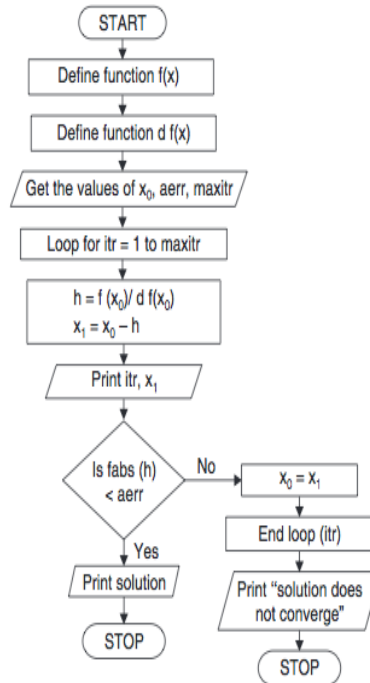 START
Define function f(x)
Define function d f(x)
Get the values of x₀, aerr, maxitr
Loop for itr = 1 to maxitr
h = f (x₀)/ d f(x₀)
x₁ = x₀ – h
Print itr, x₁
Is fabs (h)
< aerr
No
x₀ = x₁
End loop (itr)
Print “solution does
not converge”
STOP
Yes
Print solution
STOP